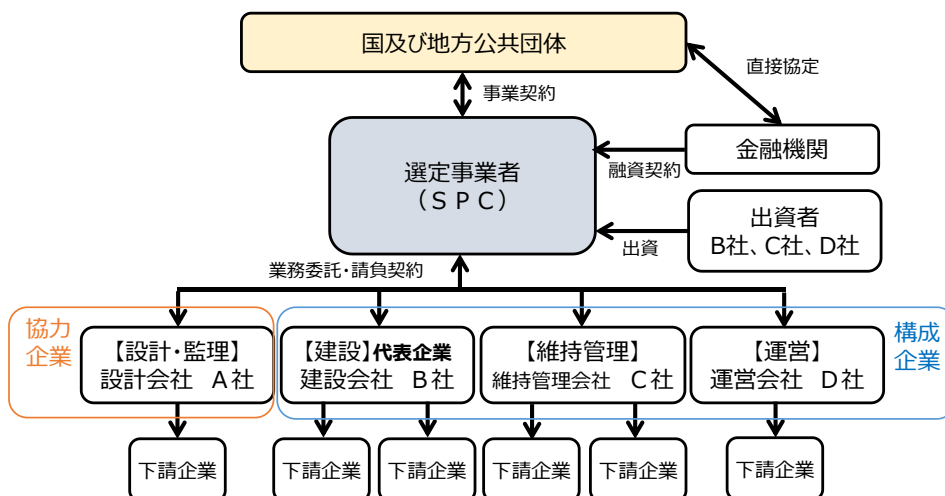 国及び地方公共団体
直接協定
事業契約
選定事業者
(ＳＰＣ)
金融機関
融資契約
出資者
B社、C社、D社
出資
業務委託・請負契約
協力
企業
【設計・監理】
設計会社　A社
【建設】代表企業
建設会社　B社
【維持管理】
維持管理会社　C社
【運営】
運営会社　D社
構成
企業
下請企業
下請企業
下請企業
下請企業
下請企業
下請企業